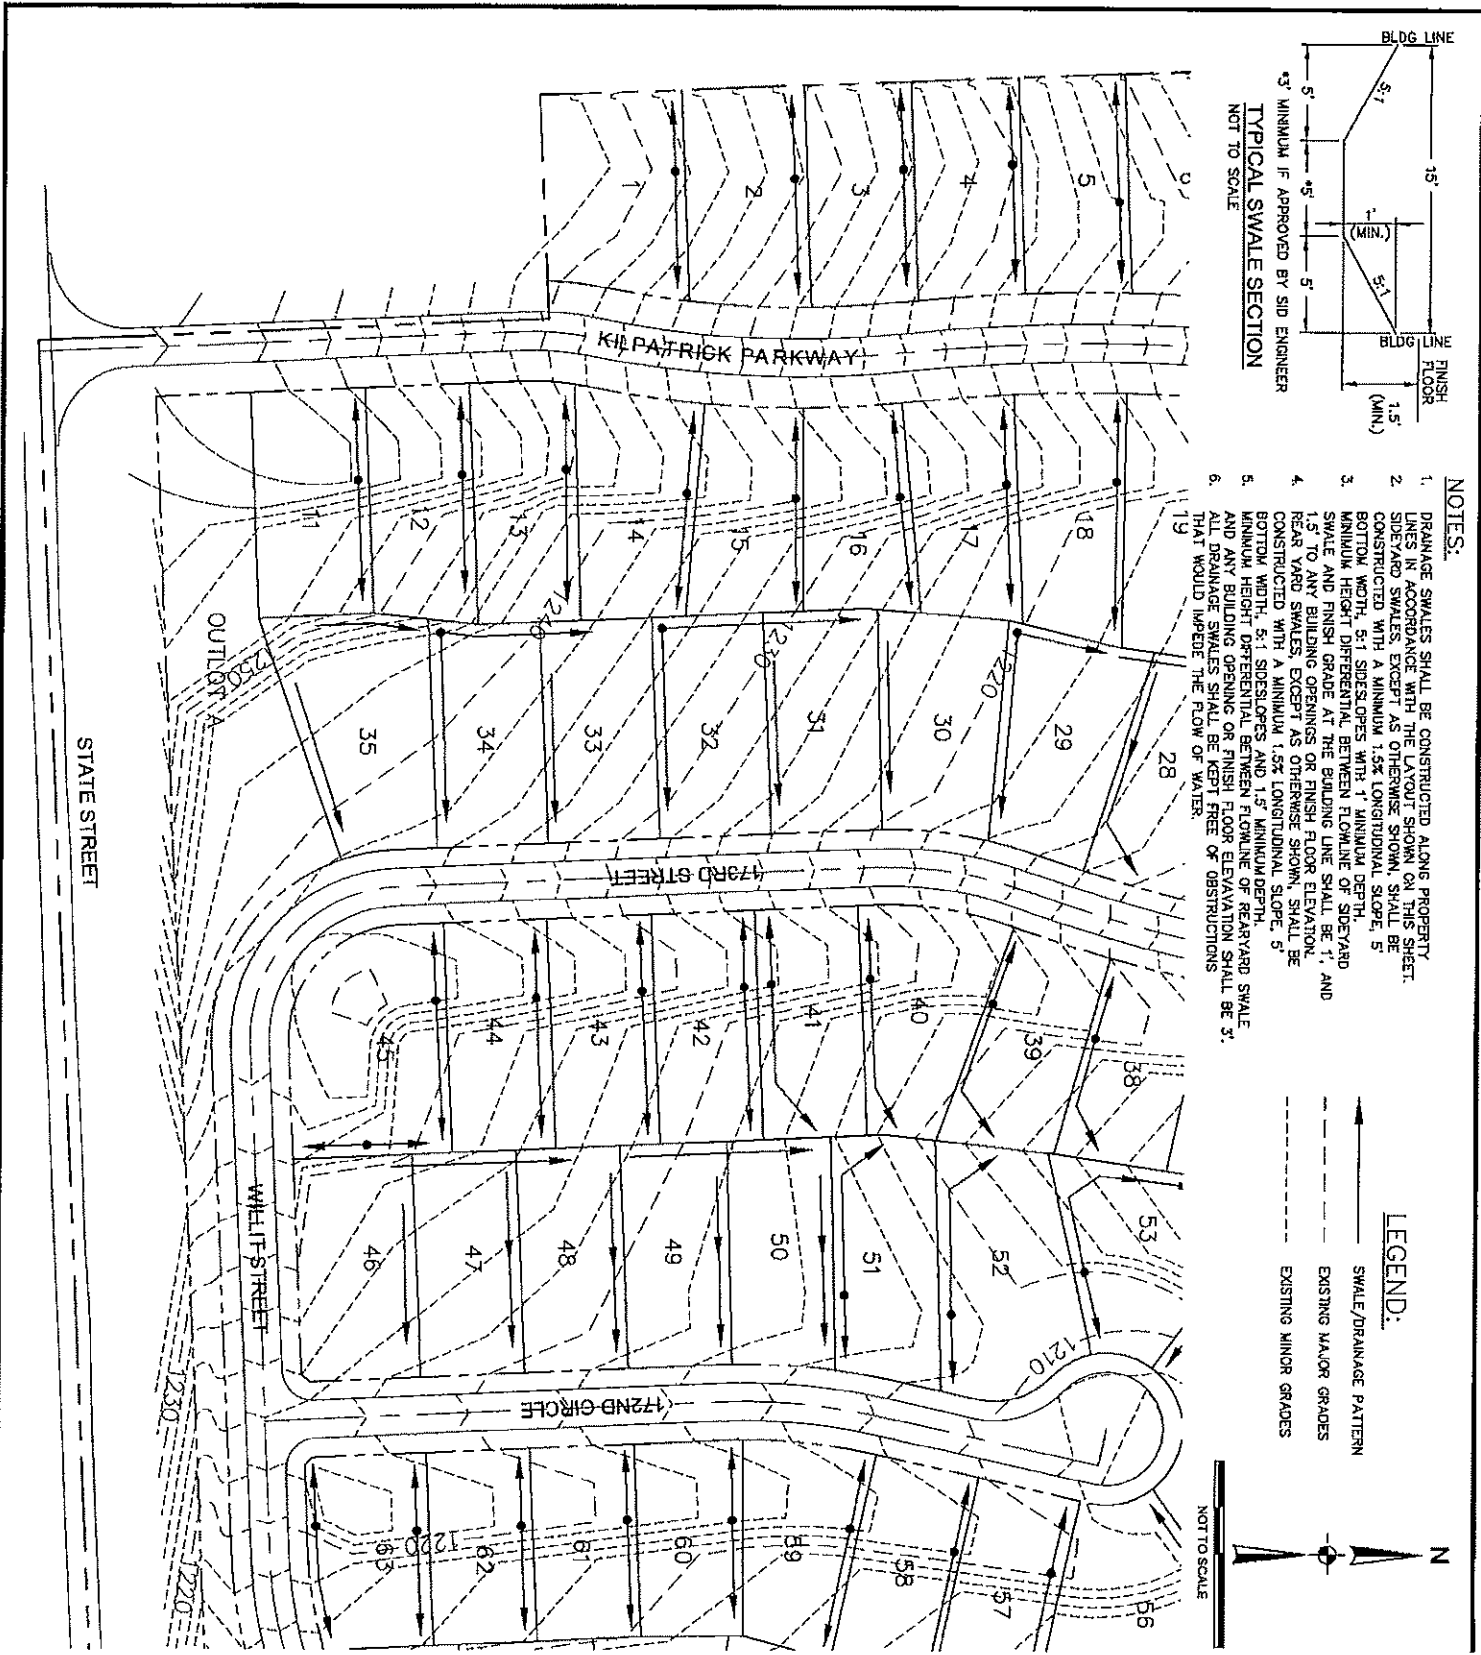 BLDG LINE
15'
5:1
5'
*5'
1'
(MIN.)
5:1
5'
BLDG LINE
FINISH
FLOOR
1.5'
(MIN.)
*3' MINIMUM IF APPROVED BY SID ENGINEER
TYPICAL SWALE SECTION
NOT TO SCALE
NOTES:
1. DRAINAGE SWALES SHALL BE CONSTRUCTED ALONG PROPERTY
LINES IN ACCORDANCE WITH THE LAYOUT SHOWN ON THIS SHEET.
2. SIDEYARD SWALES, EXCEPT AS OTHERWISE SHOWN, SHALL BE
CONSTRUCTED WITH A MINIMUM 1.5% LONGITUDINAL SLOPE, 5'
BOTTOM WIDTH, 5:1 SIDESLOPES WITH 1' MINIMUM DEPTH.
3. MINIMUM HEIGHT DIFFERENTIAL BETWEEN FLOWLINE OF SIDEYARD
SWALE AND FINISH GRADE AT THE BUILDING LINE SHALL BE 1', AND
1.5' TO ANY BUILDING OPENINGS OR FINISH FLOOR ELEVATION.
4. REAR YARD SWALES, EXCEPT AS OTHERWISE SHOWN, SHALL BE
CONSTRUCTED WITH A MINIMUM 1.5% LONGITUDINAL SLOPE, 5'
BOTTOM WIDTH, 5:1 SIDESLOPES AND 1.5' MINIMUM DEPTH.
5. MINIMUM HEIGHT DIFFERENTIAL BETWEEN FLOWLINE OF REARYARD SWALE
AND ANY BUILDING OPENING OR FINISH FLOOR ELEVATION SHALL BE 3'.
6. ALL DRAINAGE SWALES SHALL BE KEPT FREE OF OBSTRUCTIONS
THAT WOULD IMPEDE THE FLOW OF WATER.
LEGEND:
SWALE/DRAINAGE PATTERN
EXISTING MAJOR GRADES
EXISTING MINOR GRADES
N
NOT TO SCALE
5
4
3
2
1
KILPATRICK PARKWAY
19
18
17
16
15
14
13
12
11
OUTLOT A
1250
1240
1230
1220
28
29
30
31
32
33
34
35
173RD STREET
38
39
40
41
42
43
44
45
53
52
51
50
49
48
47
46
1210
172ND CIRCLE
WILLIT STREET
56
57
58
59
60
61
62
63
1220
1230
1220
STATE STREET